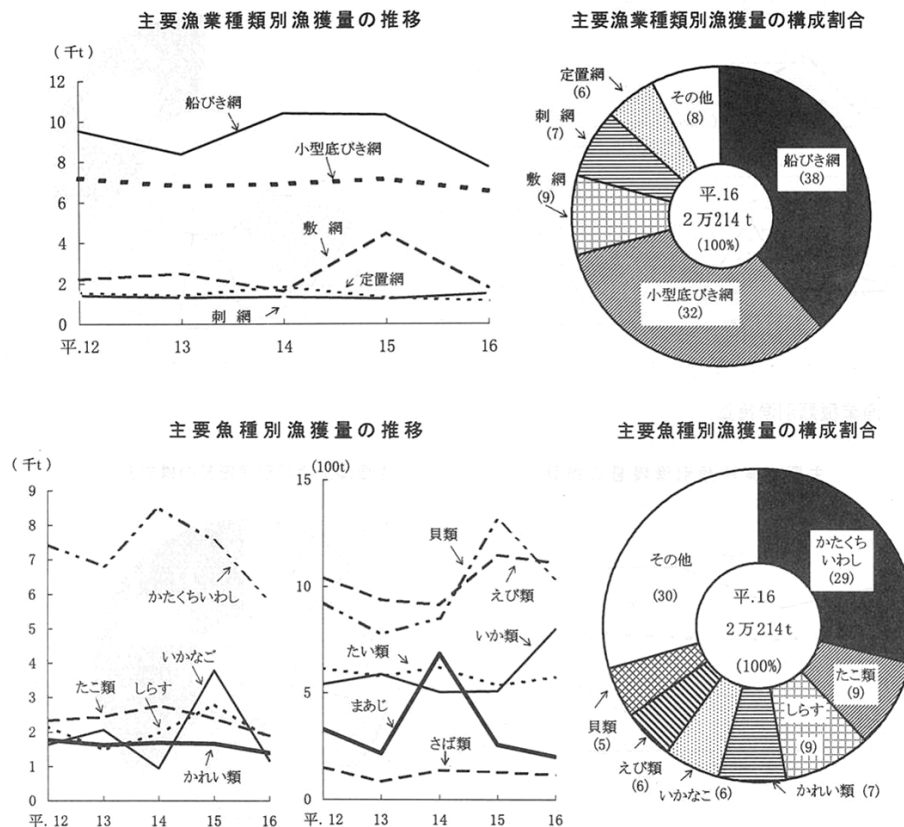 主要漁業種類別漁獲量の推移
(千t)
12
10
8
6
4
2
0
船びき網
小型底びき網
敷 網
定置網
刺 網
平.12 13 14 15 16
主要漁業種類別漁獲量の構成割合
定置網
(6)
その他
(8)
刺 網
(7)
敷 網
(9)
船びき網
(38)
小型底びき網
(32)
平.16
2万214t
(100%)
主要魚種別漁獲量の推移
(千t)
9
8
7
6
5
4
3
2
1
0
かたくちいわし
いかなご
たこ類
しらす
かれい類
平.12 13 14 15 16
(100t)
15
10
5
0
貝類
えび類
いか類
たい類
まあじ
さば類
平.12 13 14 15 16
主要魚種別漁獲量の構成割合
その他
(30)
かたくち
いわし
(29)
平.16
2万214t
(100%)
たこ類
(9)
しらす
(9)
貝類
(5)
えび類
(6)
いかなこ(6)
かれい類(7)